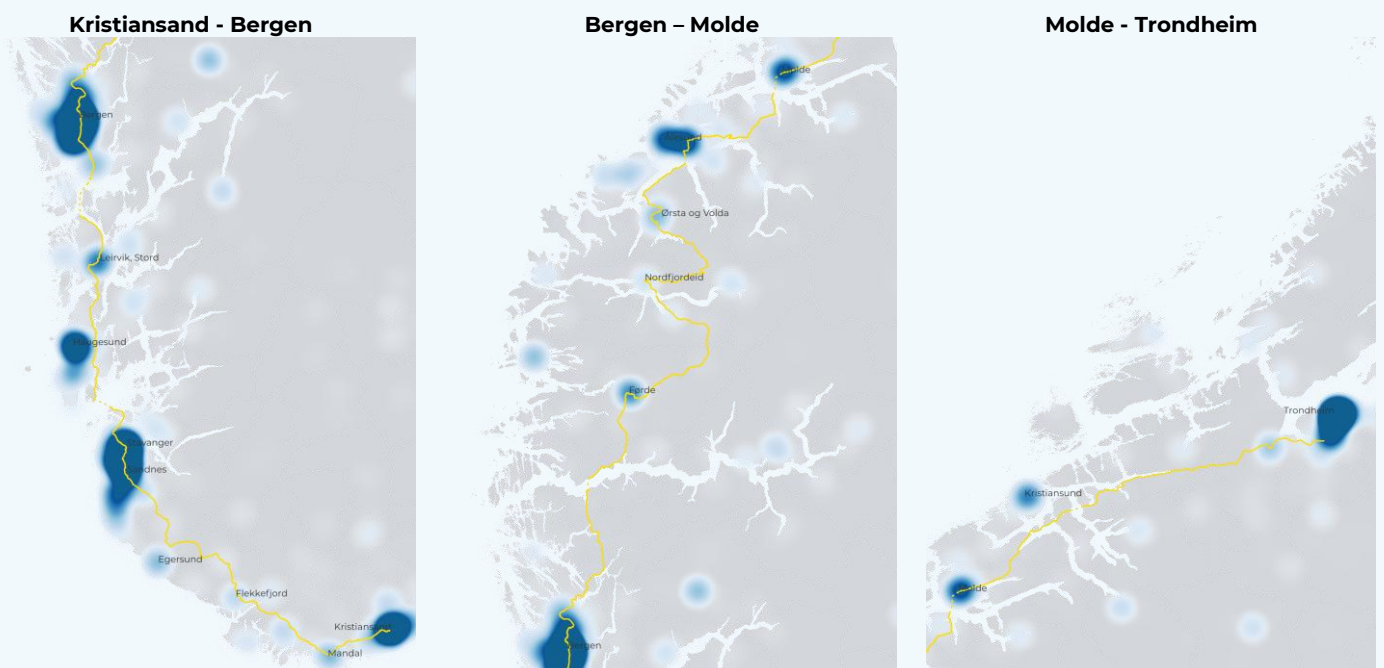 Kristiansand - Bergen
Bergen – Molde
Molde - Trondheim
Bergen
Leirvik, Stord
Haugesund
Stavanger
Sandnes
Egersund
Flekkefjord
Kristiansand
Mandal
Molde
Ørsta og Volda
Nordfjordeid
Førde
Bergen
Trondheim
Kristiansund
Molde